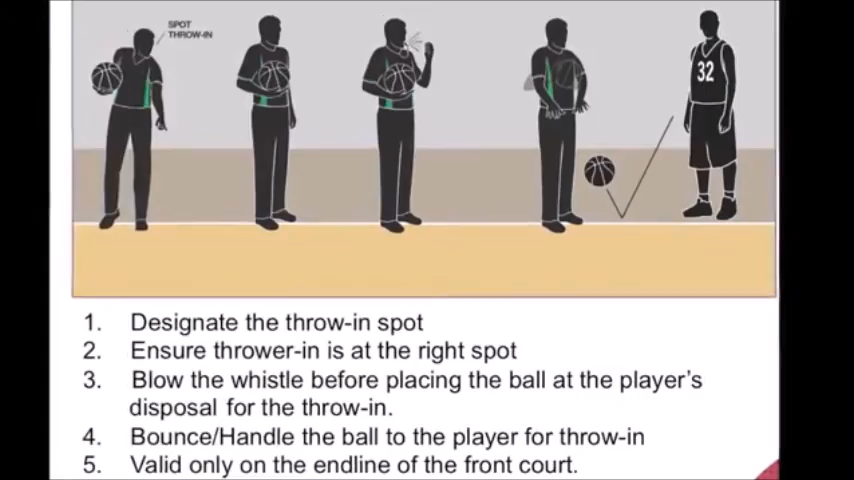 SPOT
THROW-IN
32
1. Designate the throw-in spot
2. Ensure thrower-in is at the right spot
3. Blow the whistle before placing the ball at the player's
disposal for the throw-in.
4. Bounce/Handle the ball to the player for throw-in
5. Valid only on the endline of the front court.